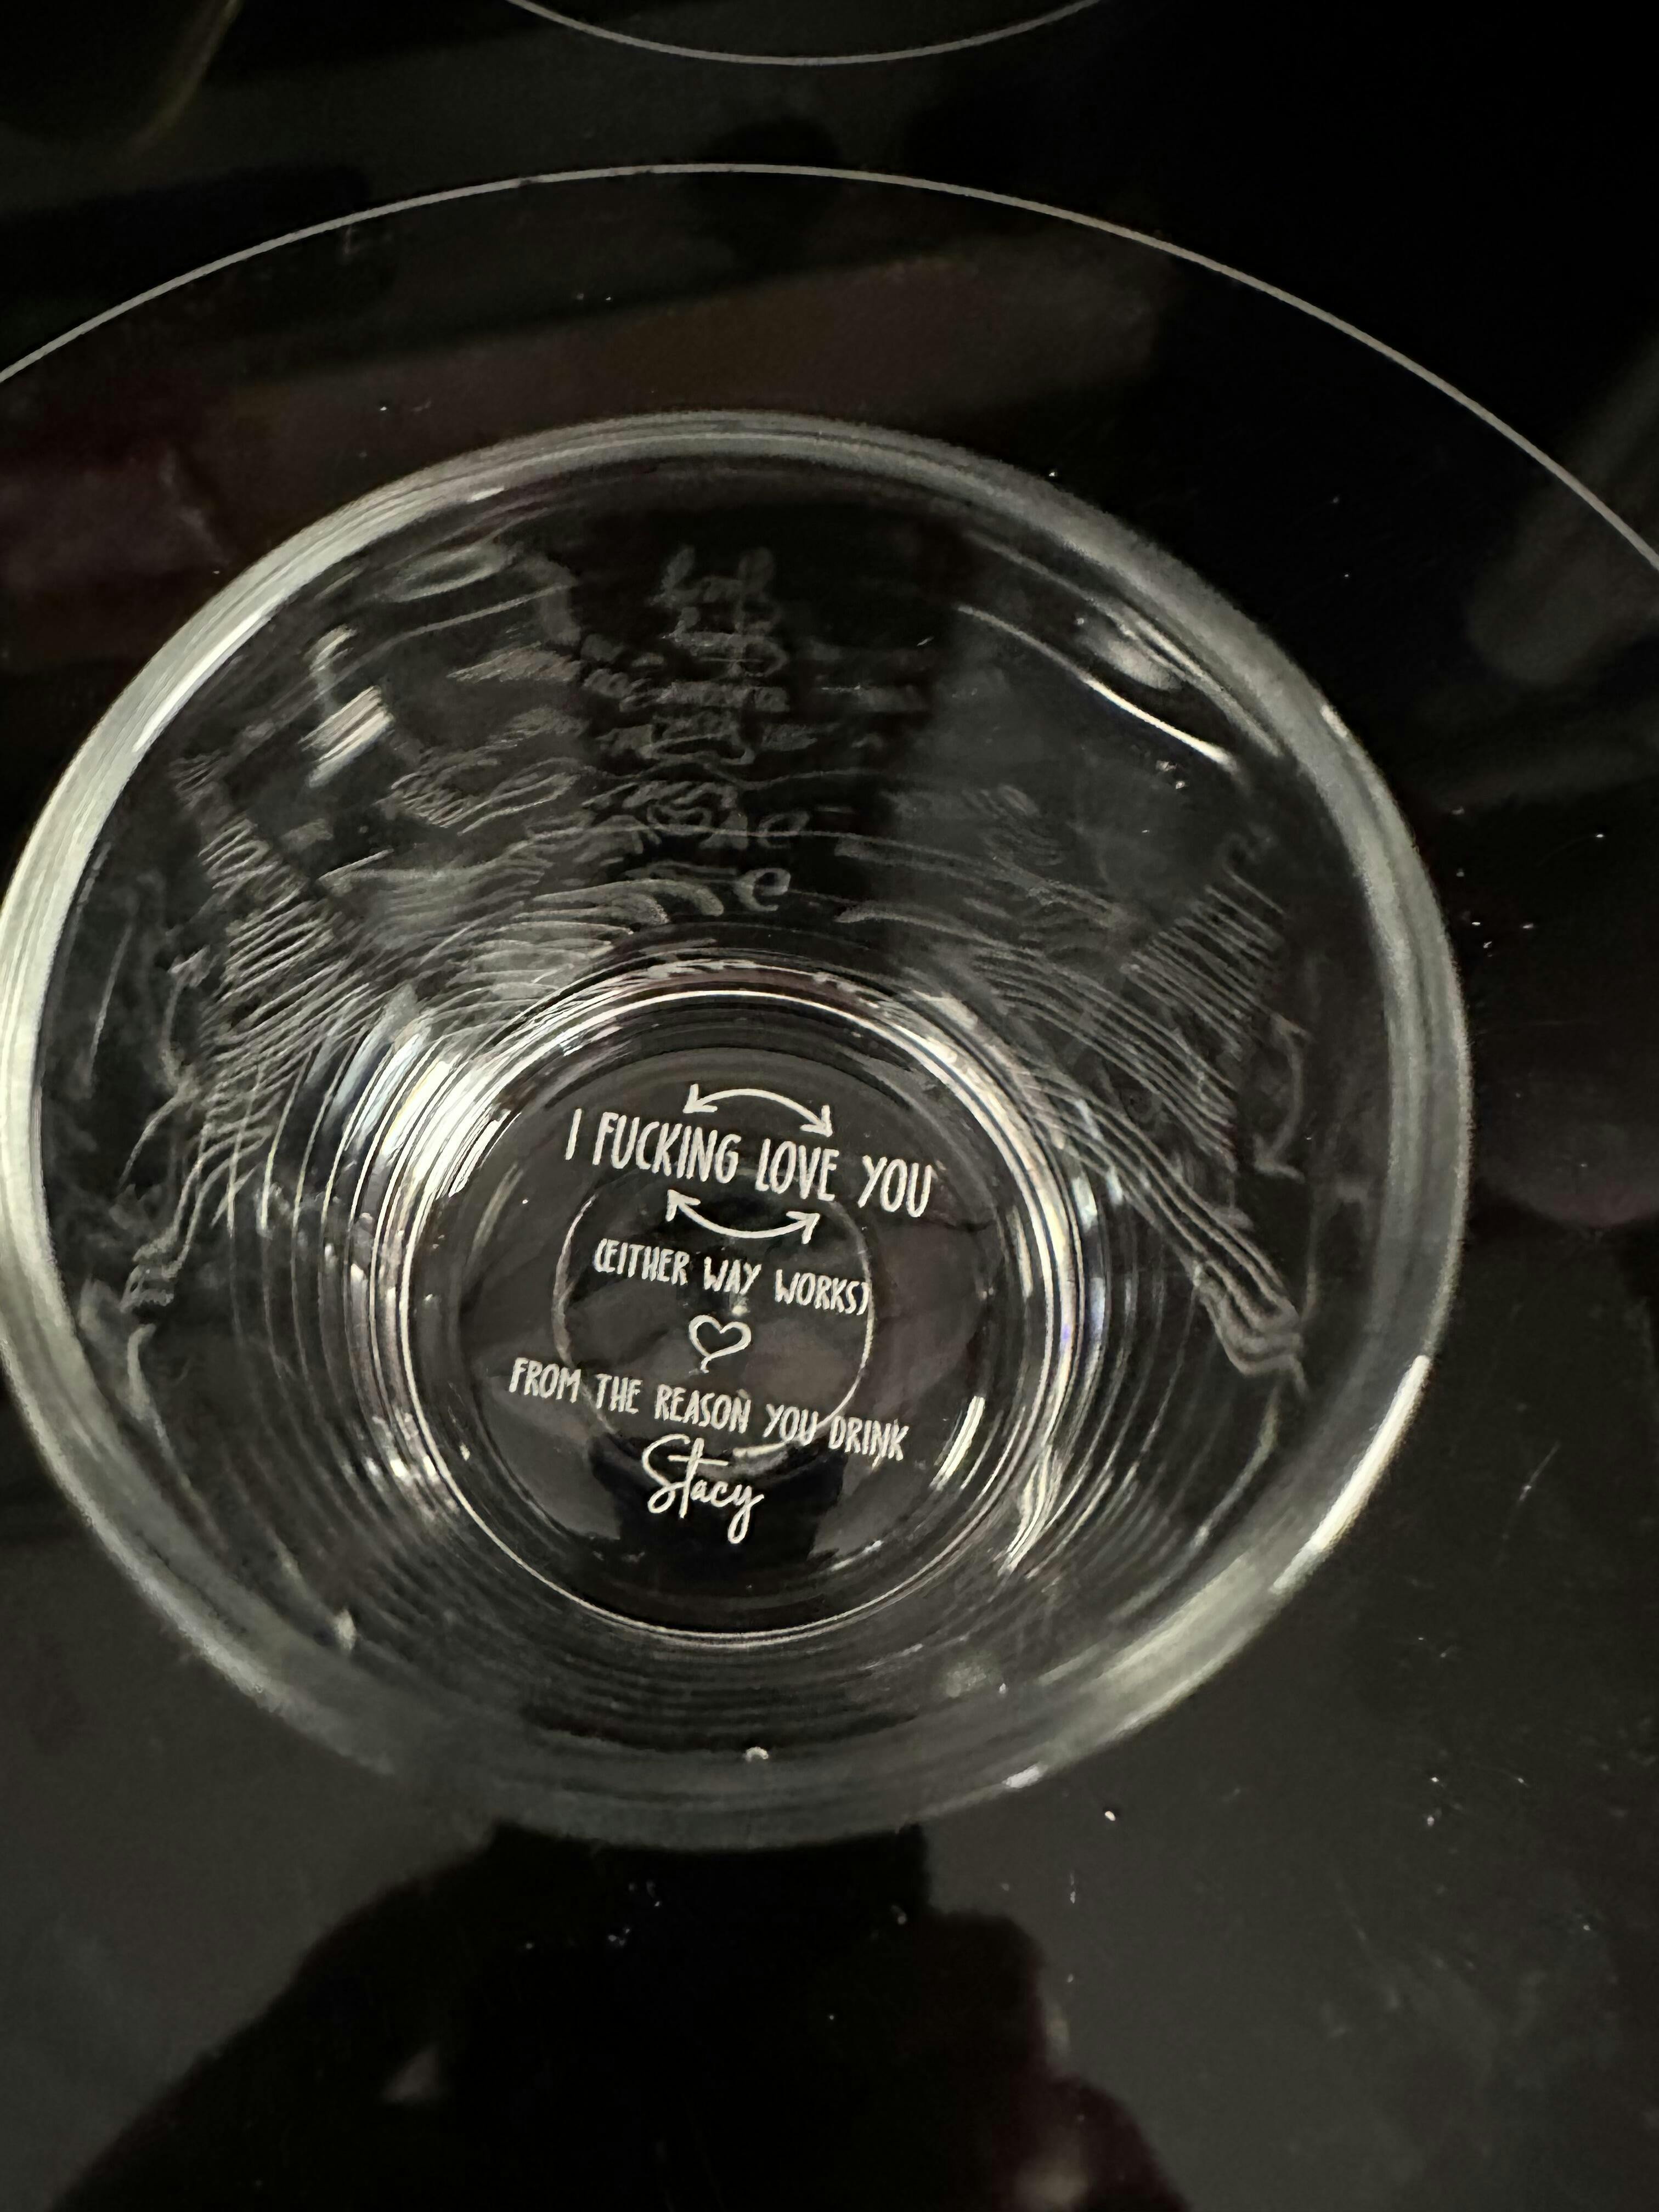 I FUCKING LOVE YOU
(EITHER WAY WORKS)
FROM THE REASON YOU DRINK
Stacy